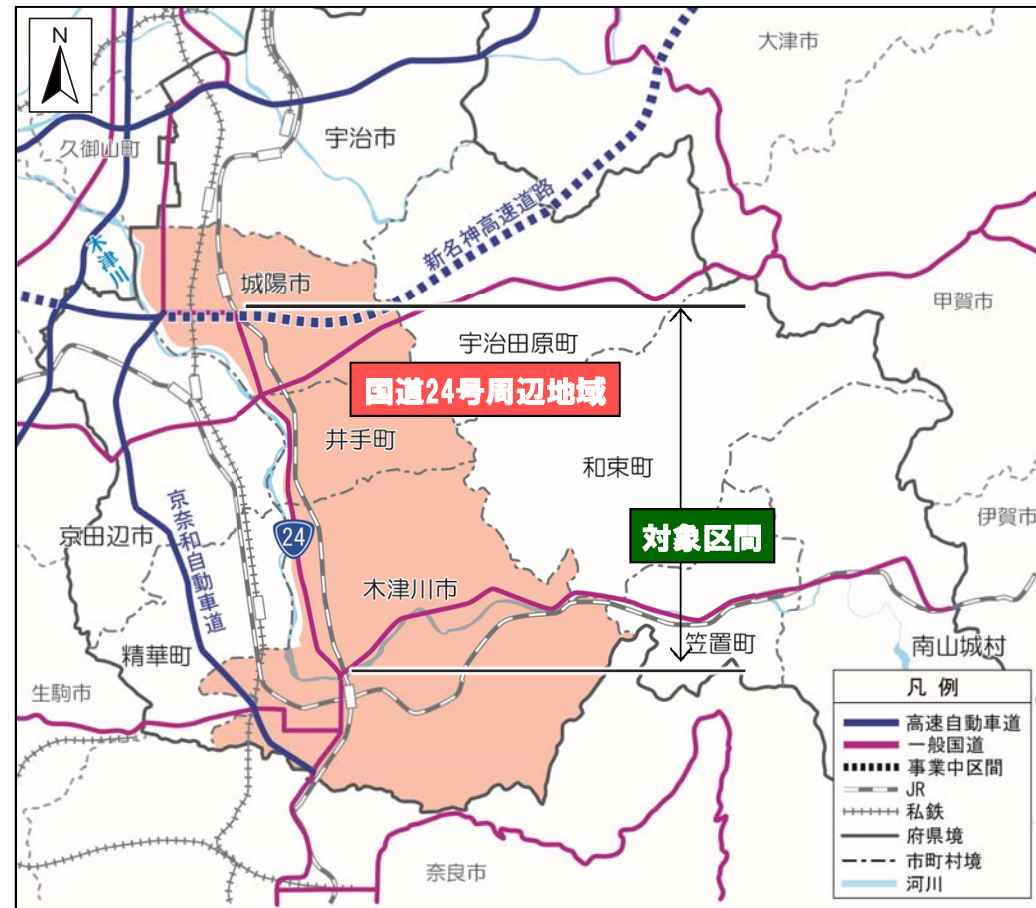 N
大津市
宇治市
久御山町
新名神高速道路
木津川
城陽市
甲賀市
宇治田原町
国道24号周辺地域
井手町
和束町
京奈和自動車道
24
伊賀市
京田辺市
対象区間
木津川市
精華町
笠置町
南山城村
生駒市
奈良市
凡 例
高速自動車道
一般国道
事業中区間
JR
私鉄
府県境
市町村境
河川